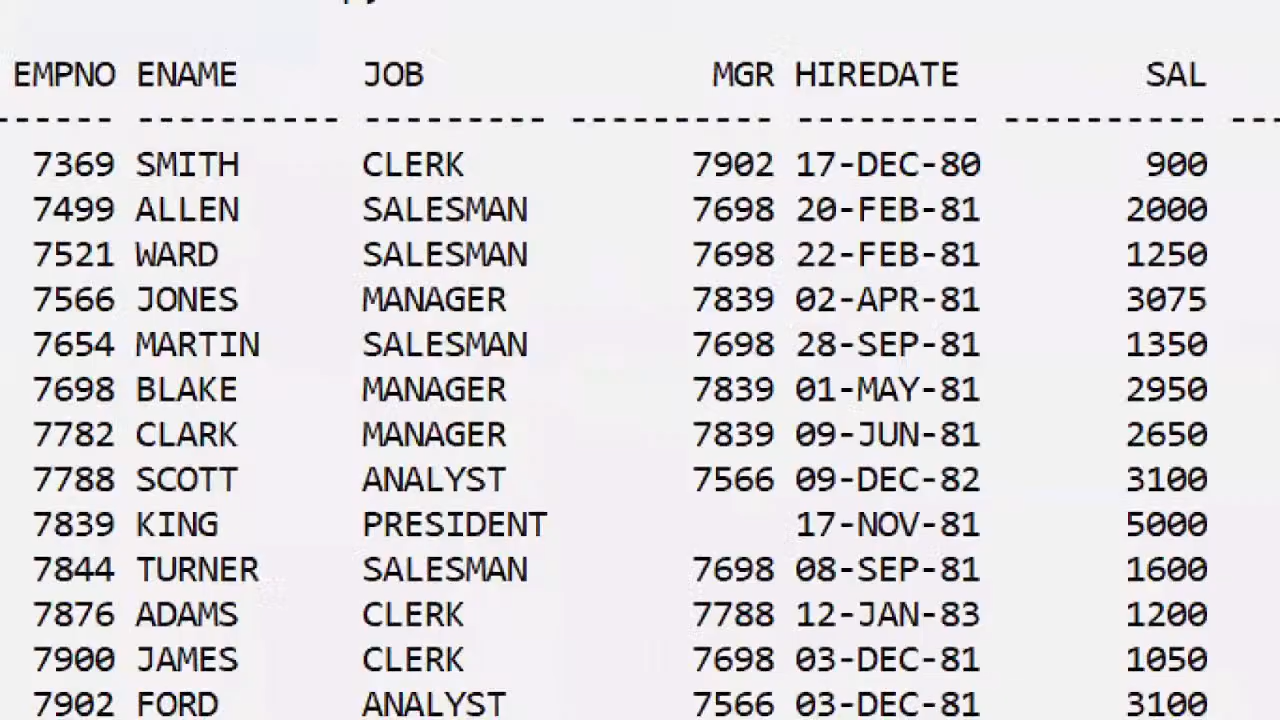 EMPNO ENAME      JOB              MGR HIREDATE         SAL
------ ---------- --------- ---------- --------- ---------- ---
7369 SMITH      CLERK           7902 17-DEC-80        900
7499 ALLEN      SALESMAN        7698 20-FEB-81       2000
7521 WARD       SALESMAN        7698 22-FEB-81       1250
7566 JONES      MANAGER         7839 02-APR-81       3075
7654 MARTIN     SALESMAN        7698 28-SEP-81       1350
7698 BLAKE      MANAGER         7839 01-MAY-81       2950
7782 CLARK      MANAGER         7839 09-JUN-81       2650
7788 SCOTT      ANALYST         7566 09-DEC-82       3100
7839 KING       PRESIDENT            17-NOV-81       5000
7844 TURNER     SALESMAN        7698 08-SEP-81       1600
7876 ADAMS      CLERK           7788 12-JAN-83       1200
7900 JAMES      CLERK           7698 03-DEC-81       1050
7902 FORD       ANALYST         7566 03-DEC-81       3100